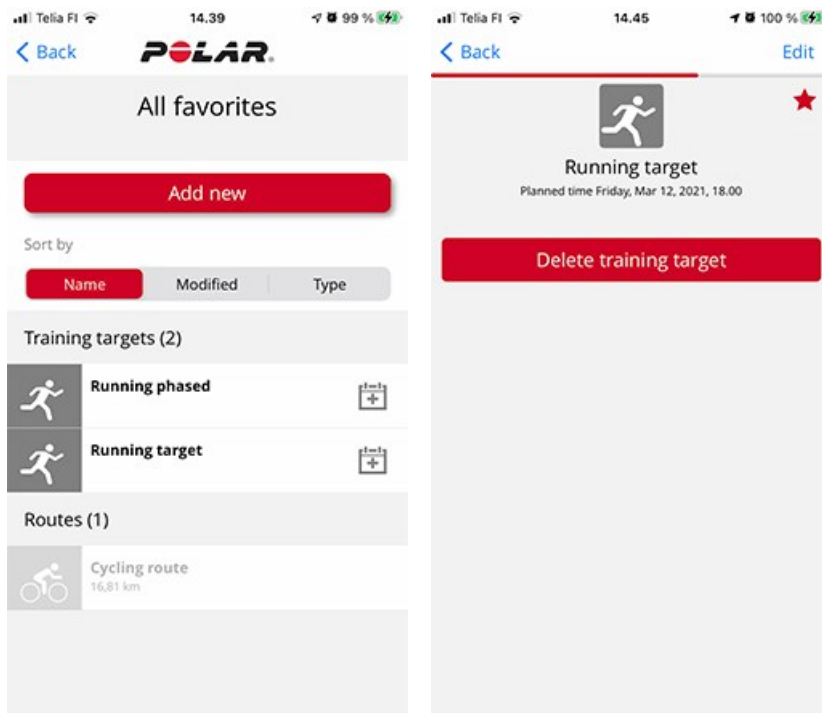 Telia FI 14.39 99 %
Back POLAR.
All favorites
Add new
Sort by
Name Modified Type
Training targets (2)
Running phased
Running target
Routes (1)
Cycling route
16,81 km
Telia FI 14.45 100 %
Back Edit
Running target
Planned time Friday, Mar 12, 2021, 18.00
Delete training target